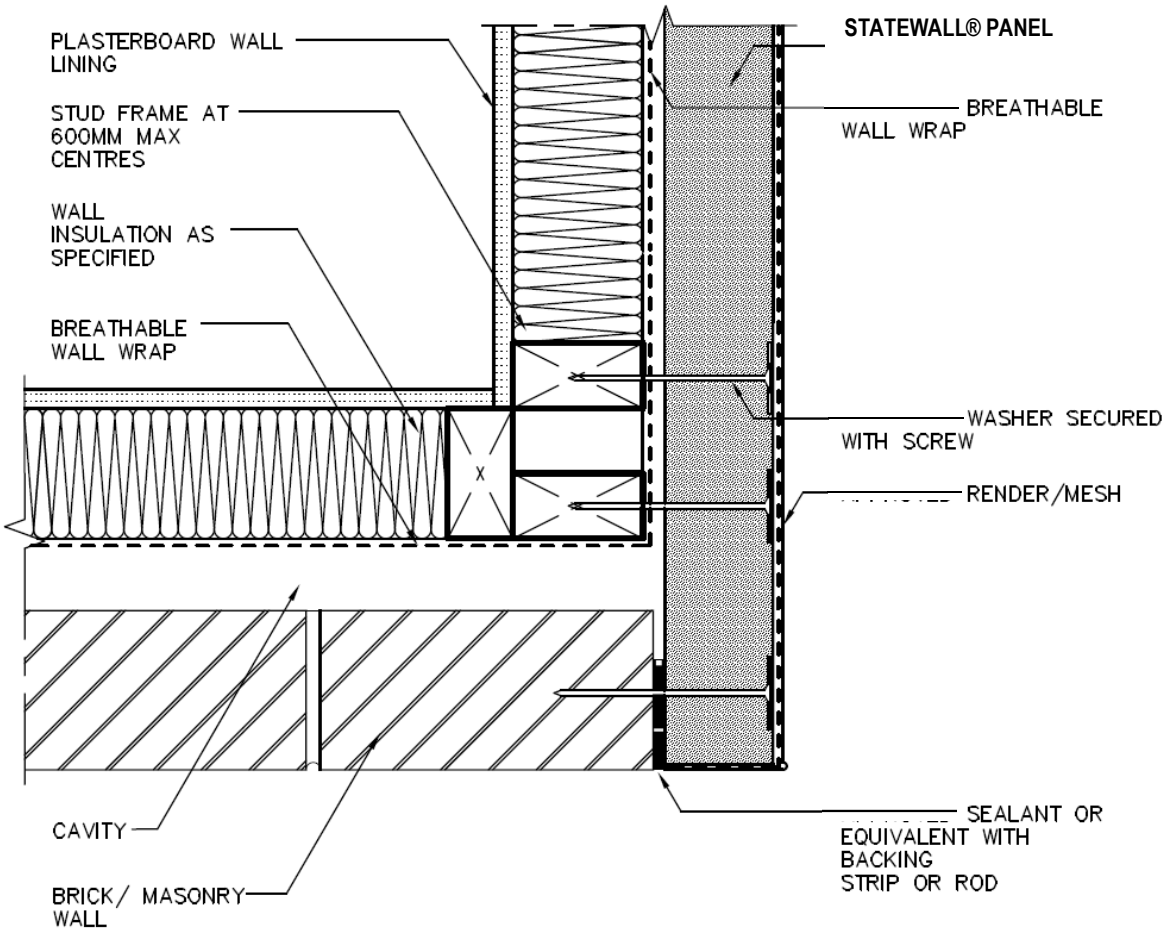 PLASTERBOARD WALL
LINING
STUD FRAME AT
600MM MAX
CENTRES
WALL
INSULATION AS
SPECIFIED
BREATHABLE
WALL WRAP
CAVITY
BRICK/ MASONRY
WALL
STATEWALL® PANEL
BREATHABLE
WALL WRAP
WASHER SECURED
WITH SCREW
RENDER/MESH
SEALANT OR
EQUIVALENT WITH
BACKING
STRIP OR ROD
X